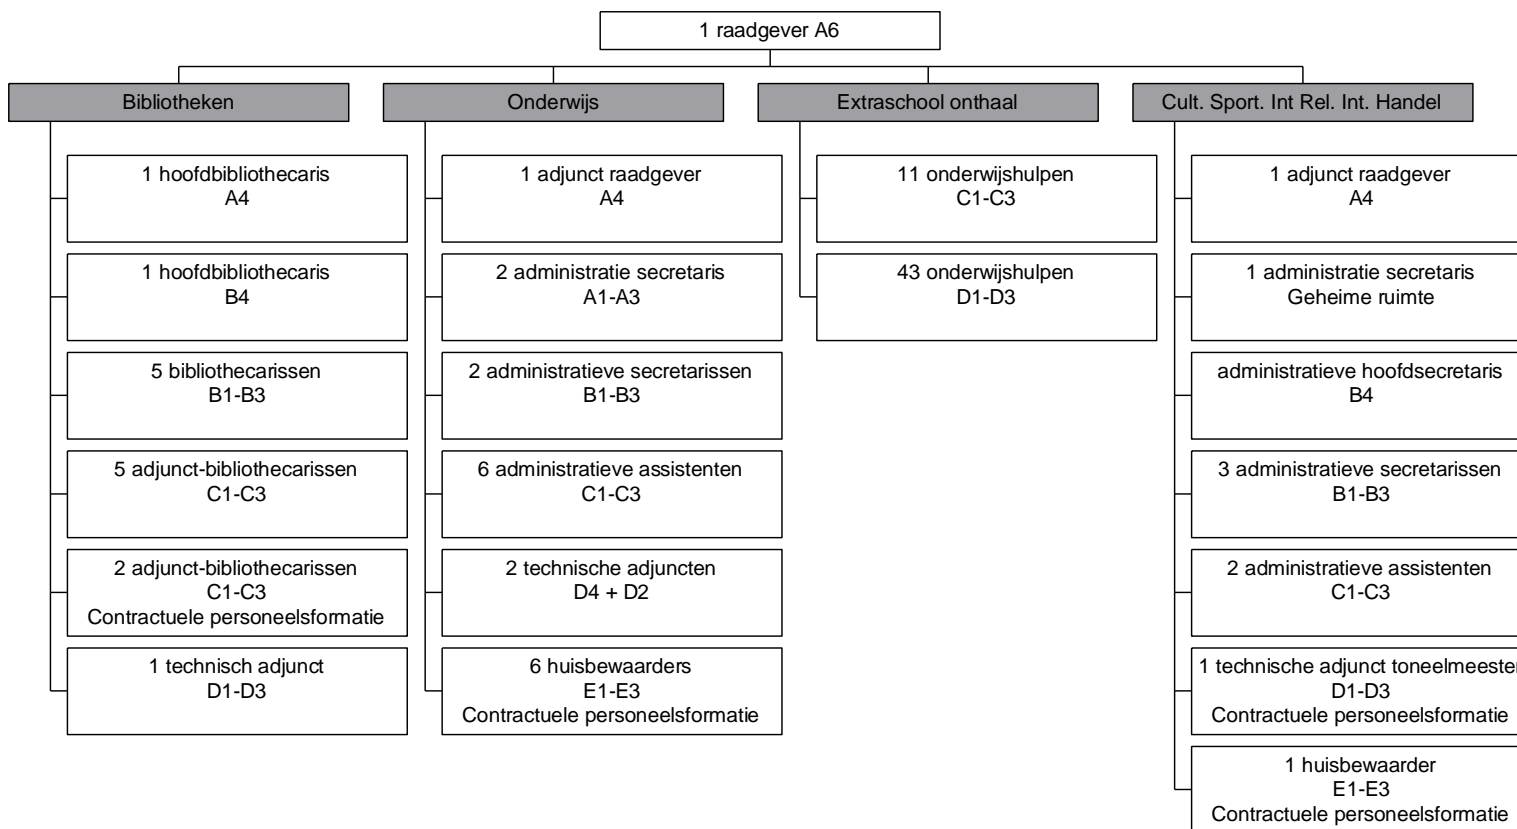 1 raadgever A6
Bibliotheken
1 hoofdbibliothecaris
A4
1 hoofdbibliothecaris
B4
5 bibliothecarissen
B1-B3
5 adjunct-bibliothecarissen
C1-C3
2 adjunct-bibliothecarissen
C1-C3
Contractuele personeelsformatie
1 technisch adjunct
D1-D3
Onderwijs
1 adjunct raadgever
A4
2 administratie secretaris
A1-A3
2 administratieve secretarissen
B1-B3
6 administratieve assistenten
C1-C3
2 technische adjuncten
D4 + D2
6 huisbewaarders
E1-E3
Contractuele personeelsformatie
Extraschool onthaal
11 onderwijshulpen
C1-C3
43 onderwijshulpen
D1-D3
Cult. Sport. Int Rel. Int. Handel
1 adjunct raadgever
A4
1 administratie secretaris
Geheime ruimte
administratieve hoofdsecretaris
B4
3 administratieve secretarissen
B1-B3
2 administratieve assistenten
C1-C3
1 technische adjunct toneelmeester
D1-D3
Contractuele personeelsformatie
1 huisbewaarder
E1-E3
Contractuele personeelsformatie